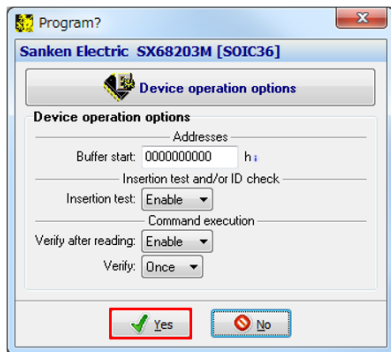 Program?
Sanken Electric SX68203M [SOIC36]
Device operation options
Device operation options
Addresses
Buffer start: 0000000000 h
Insertion test and/or ID check
Insertion test: Enable
Command execution
Verify after reading: Enable
Verify: Once
Yes No